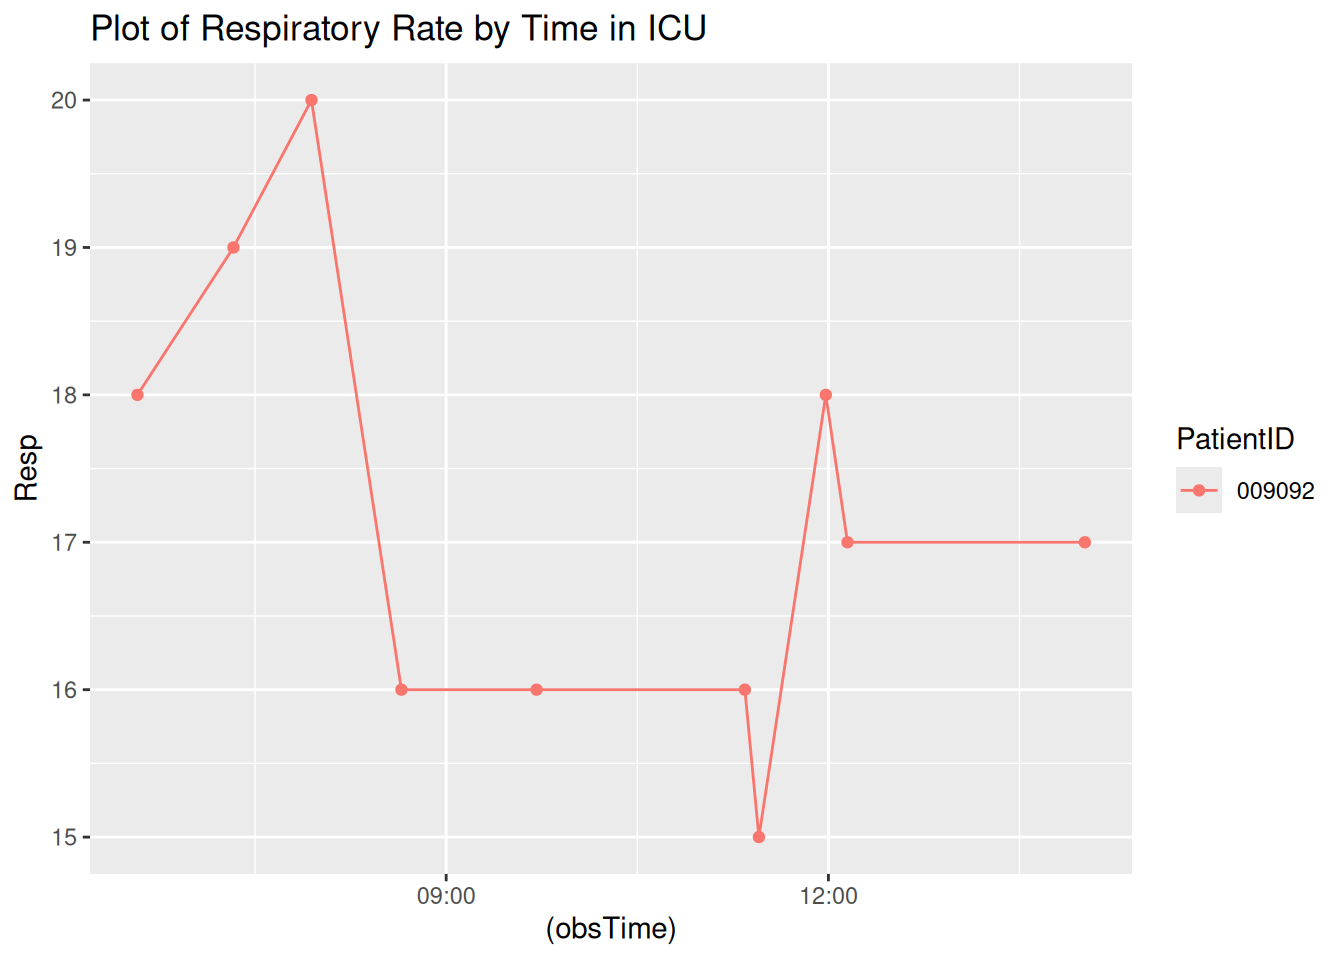 Plot of Respiratory Rate by Time in ICU
20
19
18
17
16
15
Resp
09:00
12:00
(obsTime)
PatientID
009092